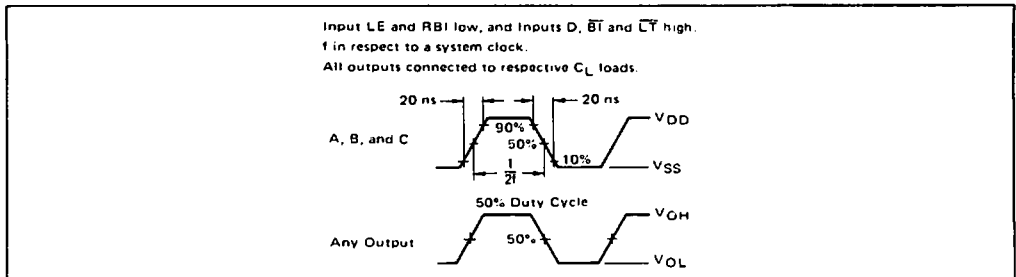 Input LE and RBI low, and Inputs D, B̅I̅ and L̅T̅ high.
f in respect to a system clock.
All outputs connected to respective CL loads.
20 ns
20 ns
A, B, and C
90%
50%
10%
VDD
VSS
1
2f
50% Duty Cycle
Any Output
50%
VOH
VOL